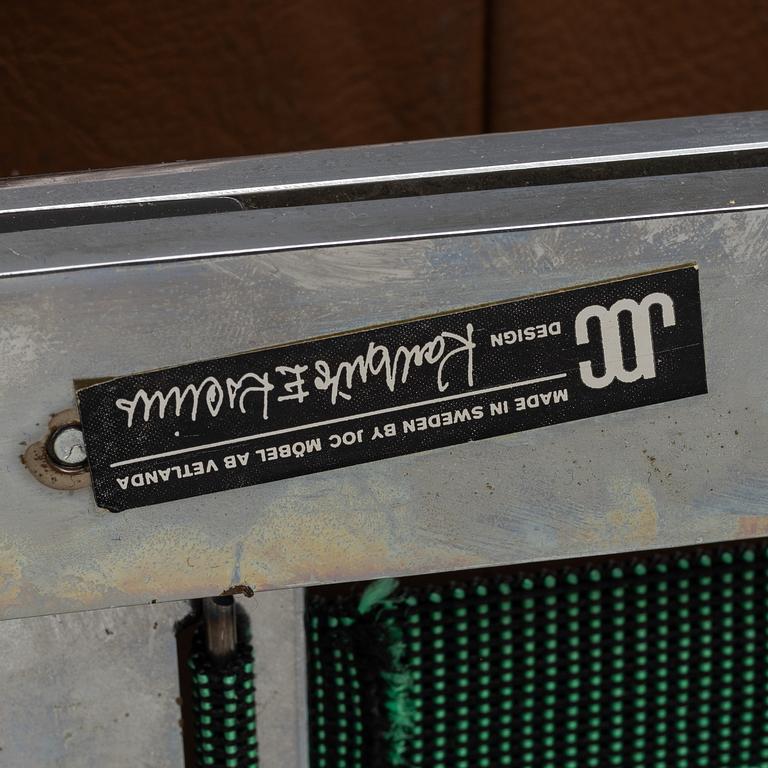 JOC
DESIGN Karl Erik Ekselius
MADE IN SWEDEN BY JOC MÖBEL AB VETLANDA